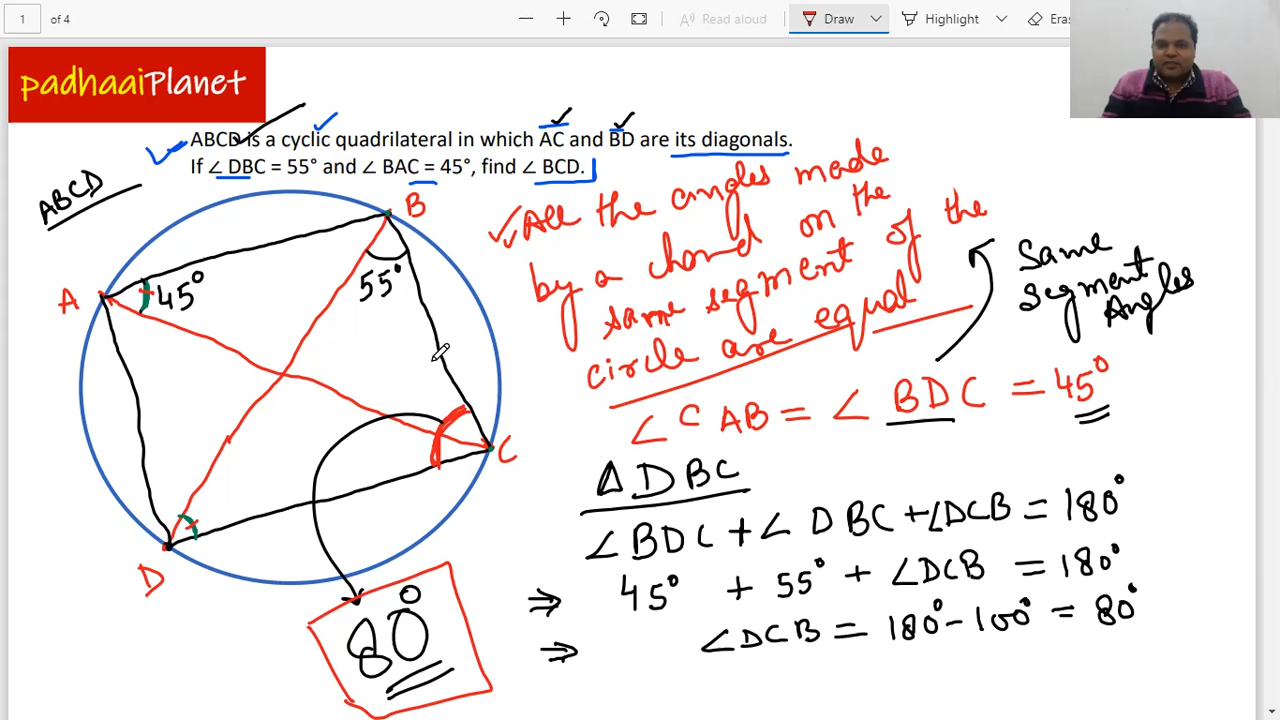 1 of 4
Read aloud
Draw
Highlight
Eras
padhaaiPlanet
ABCD is a cyclic quadrilateral in which AC and BD are its diagonals.
If ∠ DBC = 55° and ∠ BAC = 45°, find ∠ BCD.
ABCD
B
A
45°
55°
C
D
80°
All the angles made
by a chord on the
same segment of the
circle are equal
Same
segment
Angles
∠CAB = ∠BDC = 45°
△DBC
∠BDC + ∠DBC + ∠DCB = 180°
⇒ 45° + 55° + ∠DCB = 180°
⇒ ∠DCB = 180° - 100° = 80°